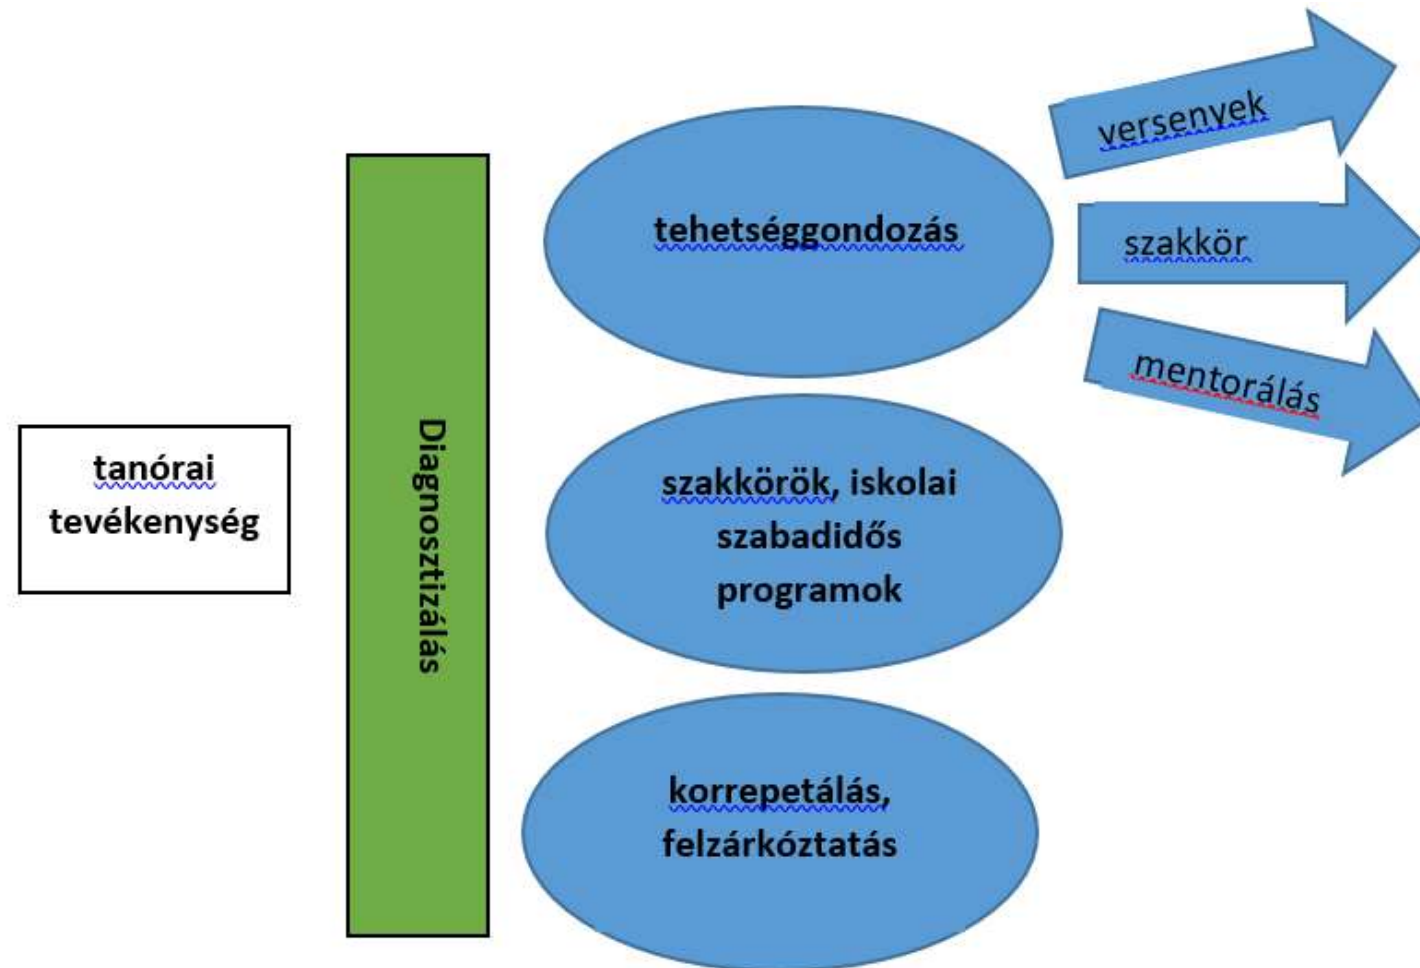 tanórai
tevékenység
Diagnosztizálás
tehetséggondozás
versenyek
szakkör
mentorálás
szakkörök, iskolai
szabadidős
programok
korrepetálás,
felzárkóztatás